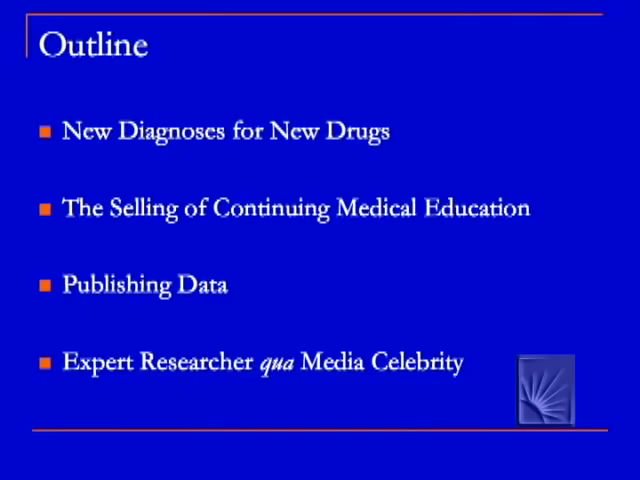 Outline
New Diagnoses for New Drugs
The Selling of Continuing Medical Education
Publishing Data
Expert Researcher qua Media Celebrity